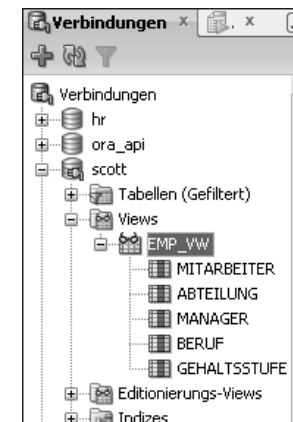 Verbindungen
Verbindungen
hr
ora_api
scott
Tabellen (Gefiltert)
Views
EMP_VW
MITARBEITER
ABTEILUNG
MANAGER
BERUF
GEHALTSSTUFE
Editionierungs-Views
Indizes